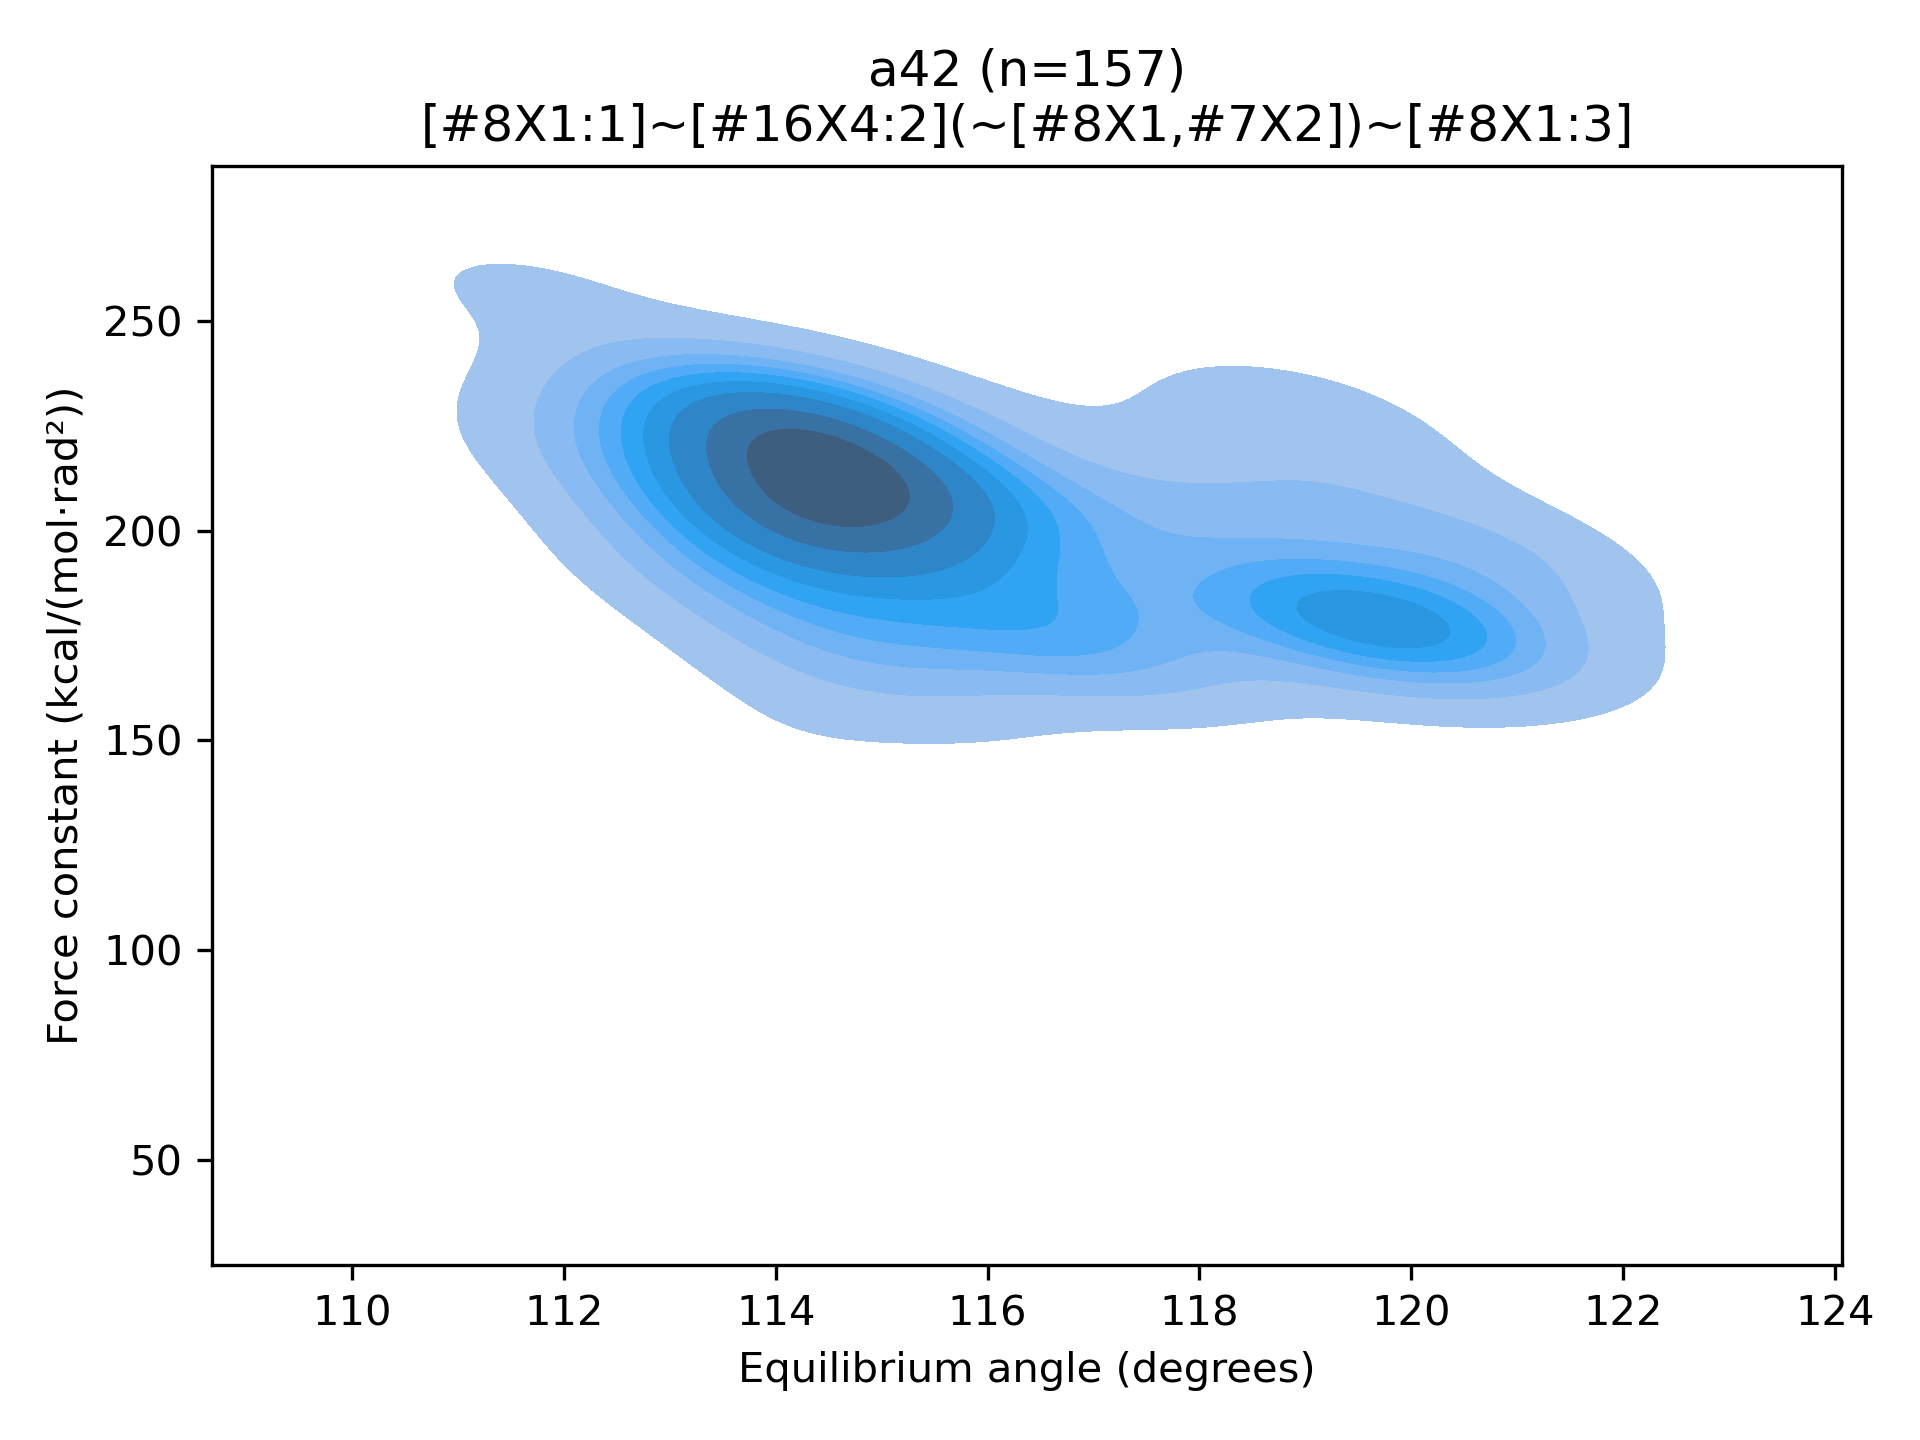 a42 (n=157)
[#8X1:1]~[#16X4:2](~[#8X1,#7X2])~[#8X1:3]
Force constant (kcal/(mol·rad²))
250
200
150
100
50
110 112 114 116 118 120 122 124
Equilibrium angle (degrees)